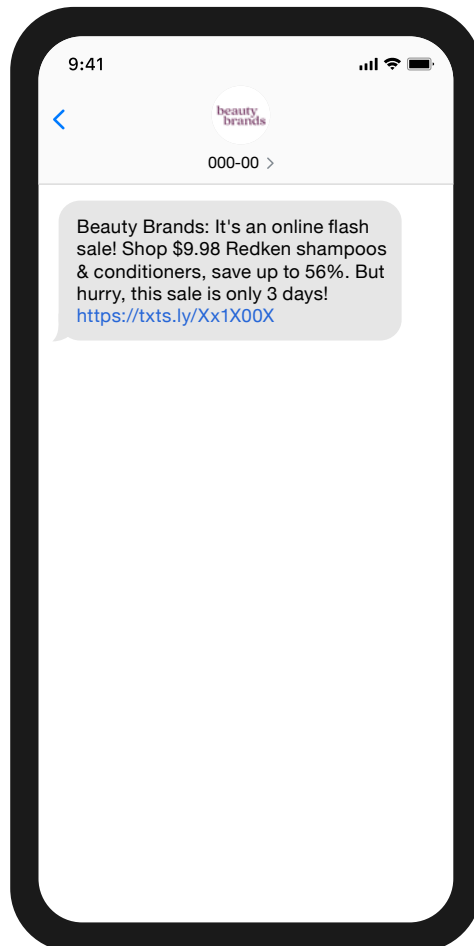 9:41
beauty
brands
000-00
Beauty Brands: It's an online flash
sale! Shop $9.98 Redken shampoos
& conditioners, save up to 56%. But
hurry, this sale is only 3 days!
https://txts.ly/Xx1X00X